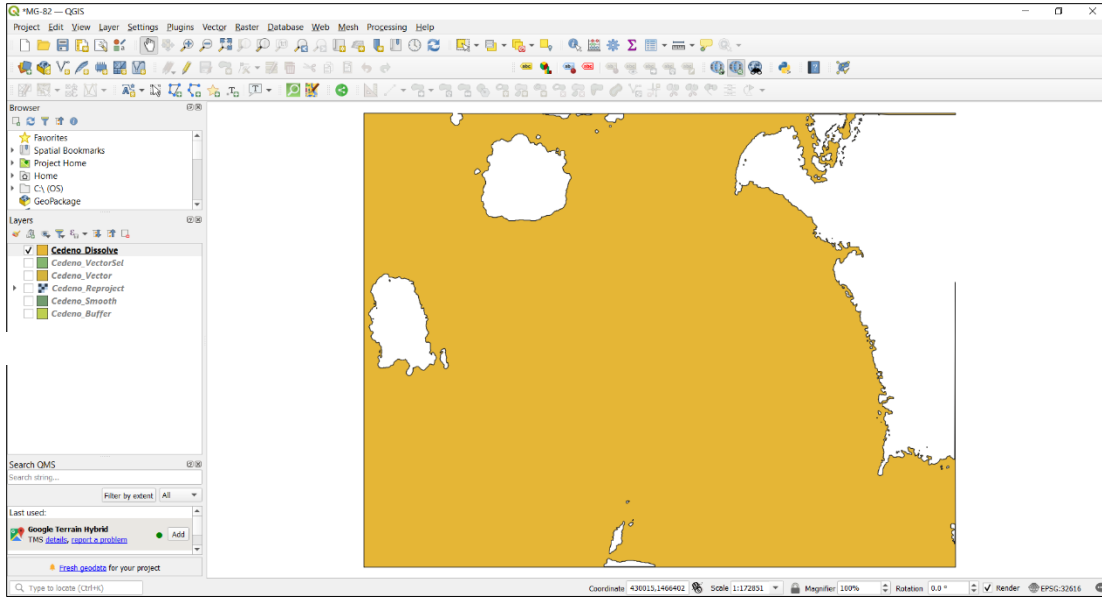 *MG-82 — QGIS
Project Edit View Layer Settings Plugins Vector Raster Database Web Mesh Processing Help
Browser
Favorites
Spatial Bookmarks
Project Home
Home
C:\ (OS)
GeoPackage
Layers
Cedeno_Dissolve
Cedeno_VectorSel
Cedeno_Vector
Cedeno_Reproject
Cedeno_Smooth
Cedeno_Buffer
Search QMS
Search string...
Filter by extent All
Last used:
Google Terrain Hybrid
TMS details, report a problem
Add
Fresh geodata for your project
Type to locate (Ctrl+K)
Coordinate 430015,1466402 Scale 1:172851 Magnifier 100% Rotation 0.0 ° Render EPSG:32616